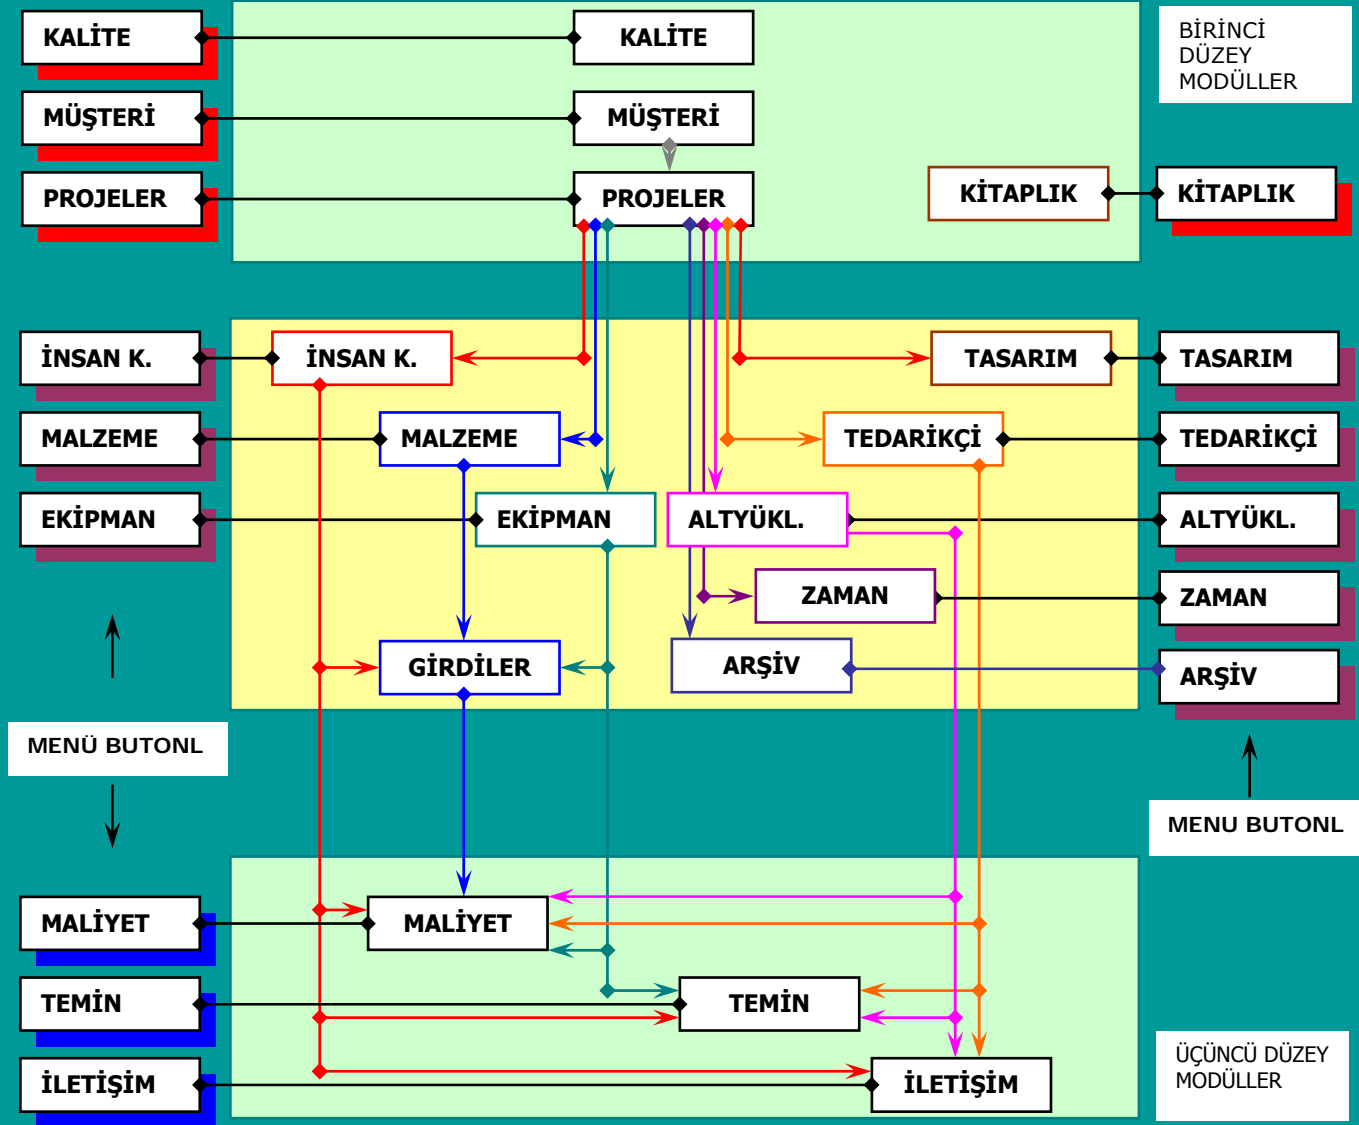 KALİTE
KALİTE
BİRİNCİ
DÜZEY
MODÜLLER
MÜŞTERİ
MÜŞTERİ
PROJELER
PROJELER
KİTAPLIK
KİTAPLIK
İNSAN K.
İNSAN K.
TASARIM
TASARIM
MALZEME
MALZEME
TEDARİKÇİ
TEDARİKÇİ
EKİPMAN
EKİPMAN
ALTYÜKL.
ALTYÜKL.
ZAMAN
ZAMAN
GİRDİLER
ARŞİV
ARŞİV
MENÜ BUTONL
MENU BUTONL
MALİYET
MALİYET
TEMİN
TEMİN
ÜÇÜNCÜ DÜZEY
MODÜLLER
İLETİŞİM
İLETİŞİM